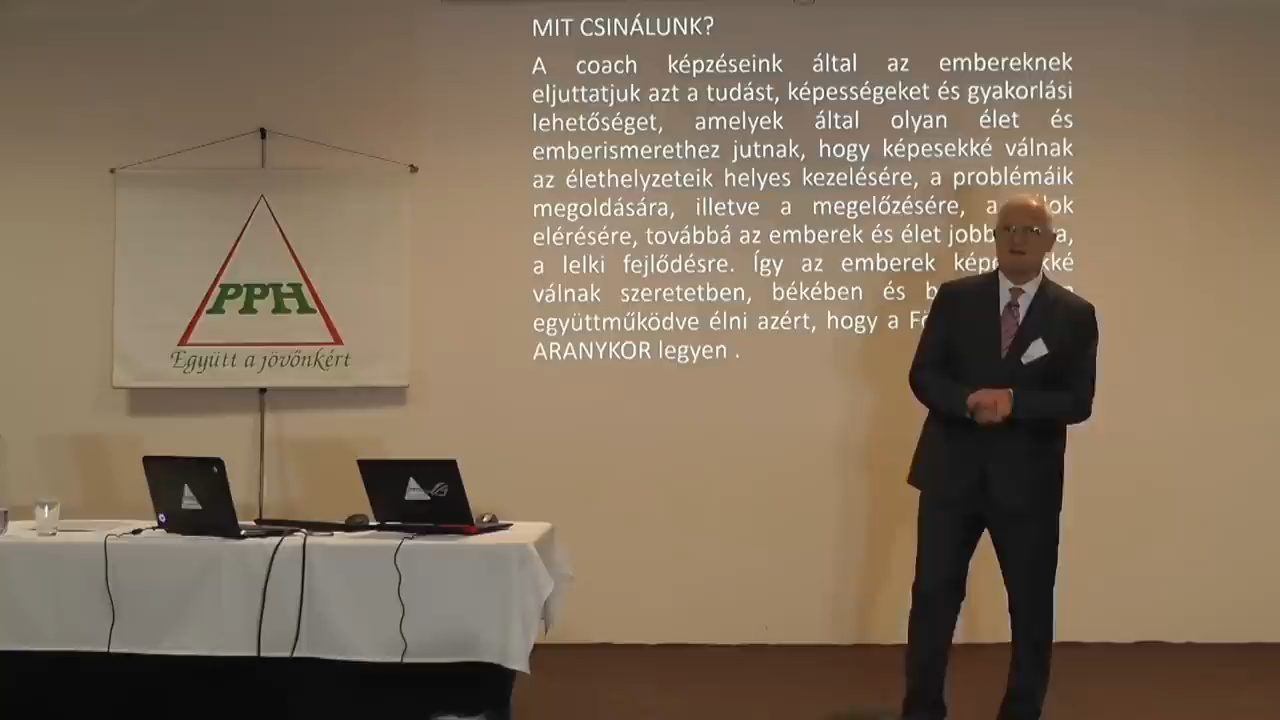 MIT CSINÁLUNK?
A coach képzéseink által az embereknek
eljuttatjuk azt a tudást, képességeket és gyakorlási
lehetőséget, amelyek által olyan élet és
emberismerethez jutnak, hogy képesekké válnak
az élethelyzeteik helyes kezelésére, a problémáik
megoldására, illetve a megelőzésére, a
elérésére, továbbá az emberek és élet
a lelki fejlődésre. Így az emberek
válnak szeretetben, békében és
együttműködve élni azért, hogy a
ARANYKOR legyen .
PPH
Együtt a jövőnkért